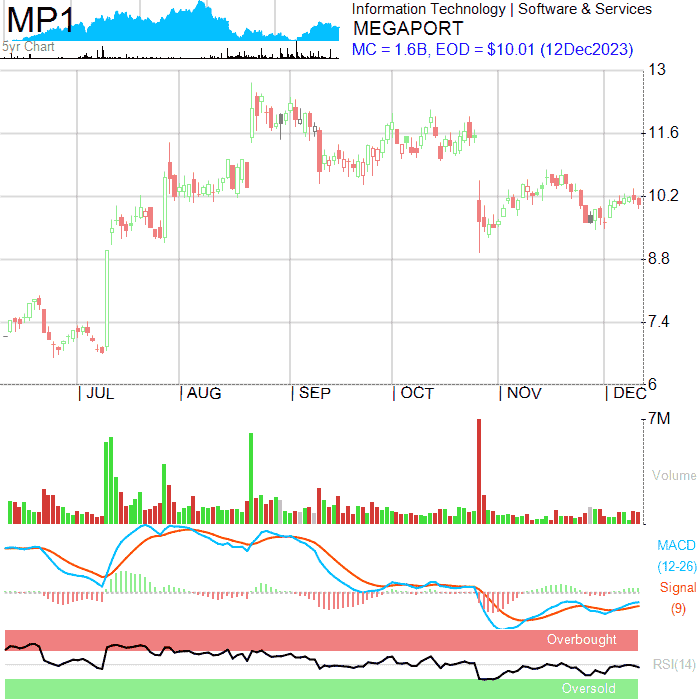 MP1
5yr Chart
Information Technology | Software & Services
MEGAPORT
MC = 1.6B, EOD = $10.01 (12Dec2023)
13
11.6
10.2
8.8
7.4
6
| JUL | AUG | SEP | OCT | NOV | DEC
7M
Volume
MACD
(12-26)
Signal
(9)
Overbought
RSI(14)
Oversold